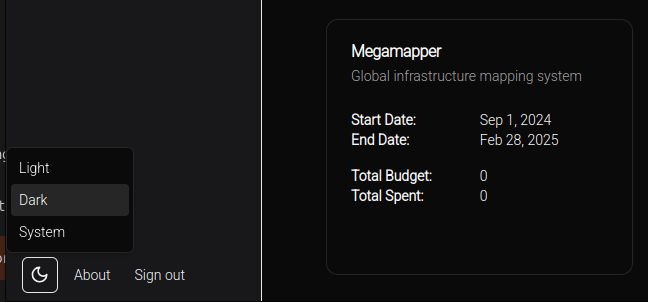 Megamapper
Global infrastructure mapping system
Start Date: Sep 1, 2024
End Date: Feb 28, 2025
Total Budget: 0
Total Spent: 0
Light
Dark
System
About Sign out